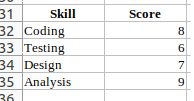 31 Skill Score
32 Coding 8
33 Testing 6
34 Design 7
35 Analysis 9
36